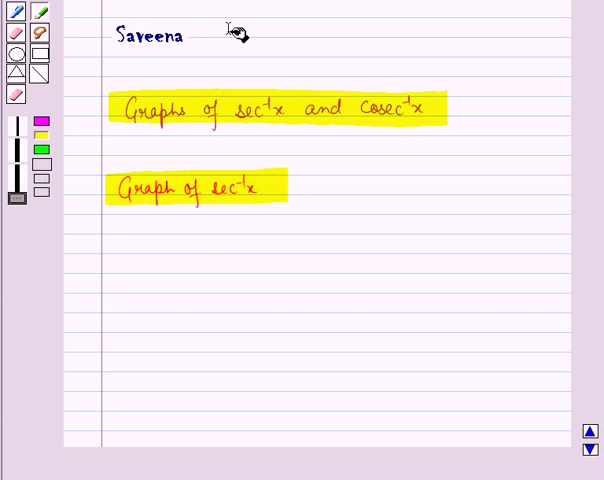 Saveena
Graphs of sec⁻¹x and cosec⁻¹x
Graph of sec⁻¹x